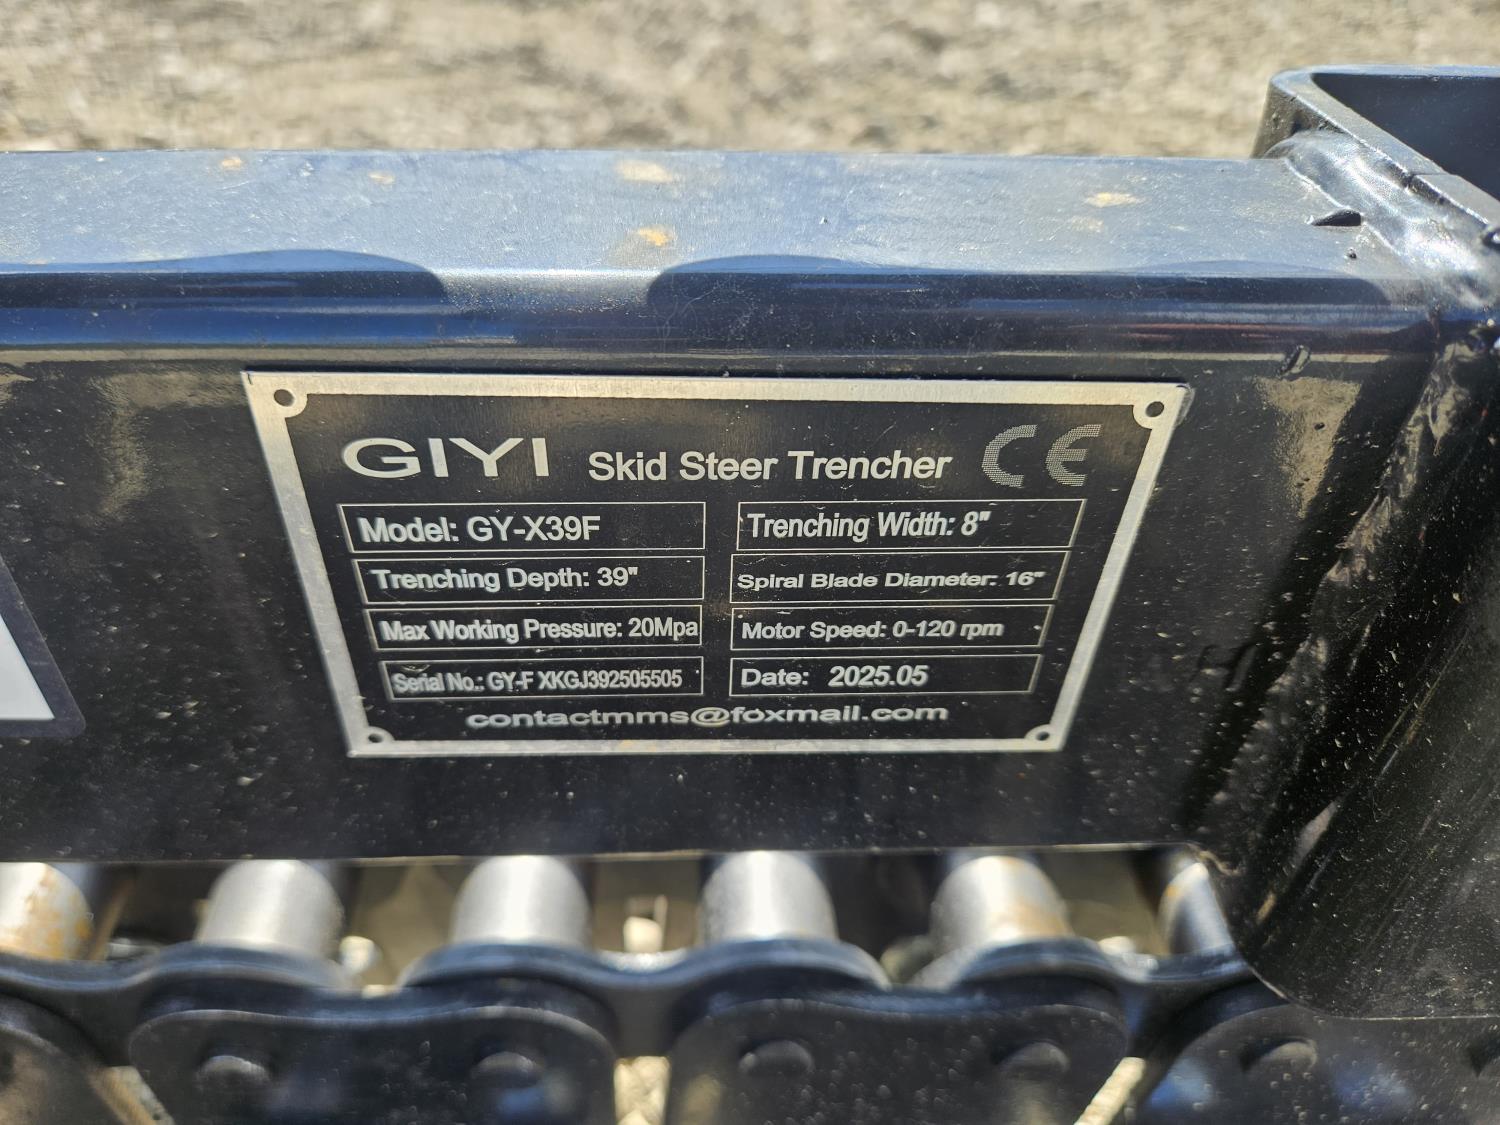 GIYI Skid Steer Trencher CE
Model: GY-X39F Trenching Width: 8"
Trenching Depth: 39" Spiral Blade Diameter: 16"
Max Working Pressure: 20Mpa Motor Speed: 0-120 rpm
Serial No.: GY-F XKGJ392505505 Date: 2025.05
contactmms@foxmail.com